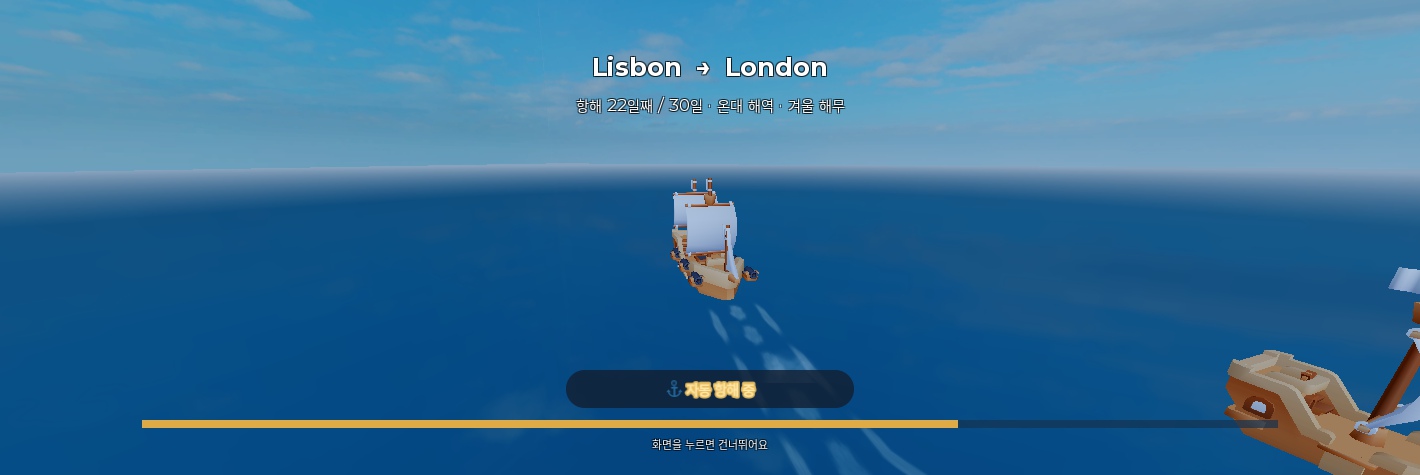 Lisbon → London
항해 22일째 / 30일 · 온대 해역 · 겨울 해무
⚓ 자동 항해 중
화면을 누르면 건너뛰어요